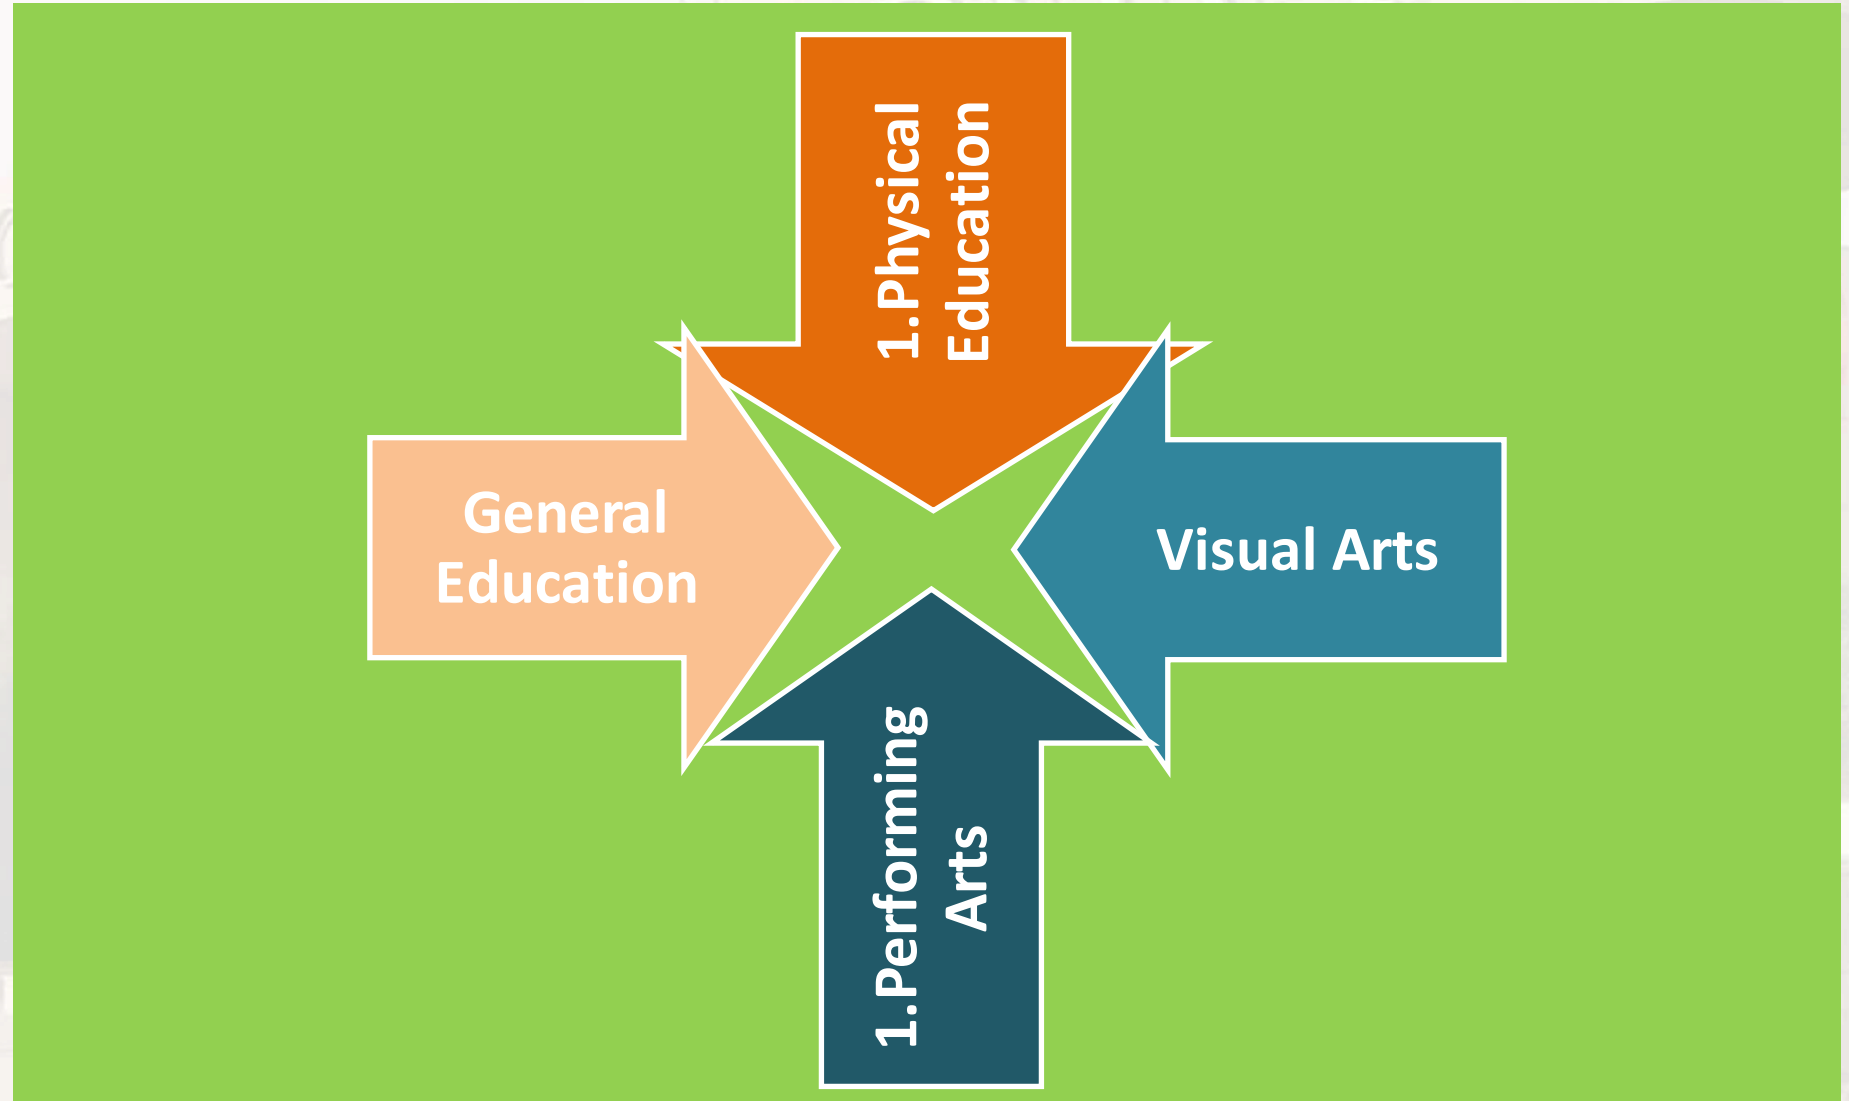 1.Physical
Education
General
Education
Visual Arts
1.Performing
Arts